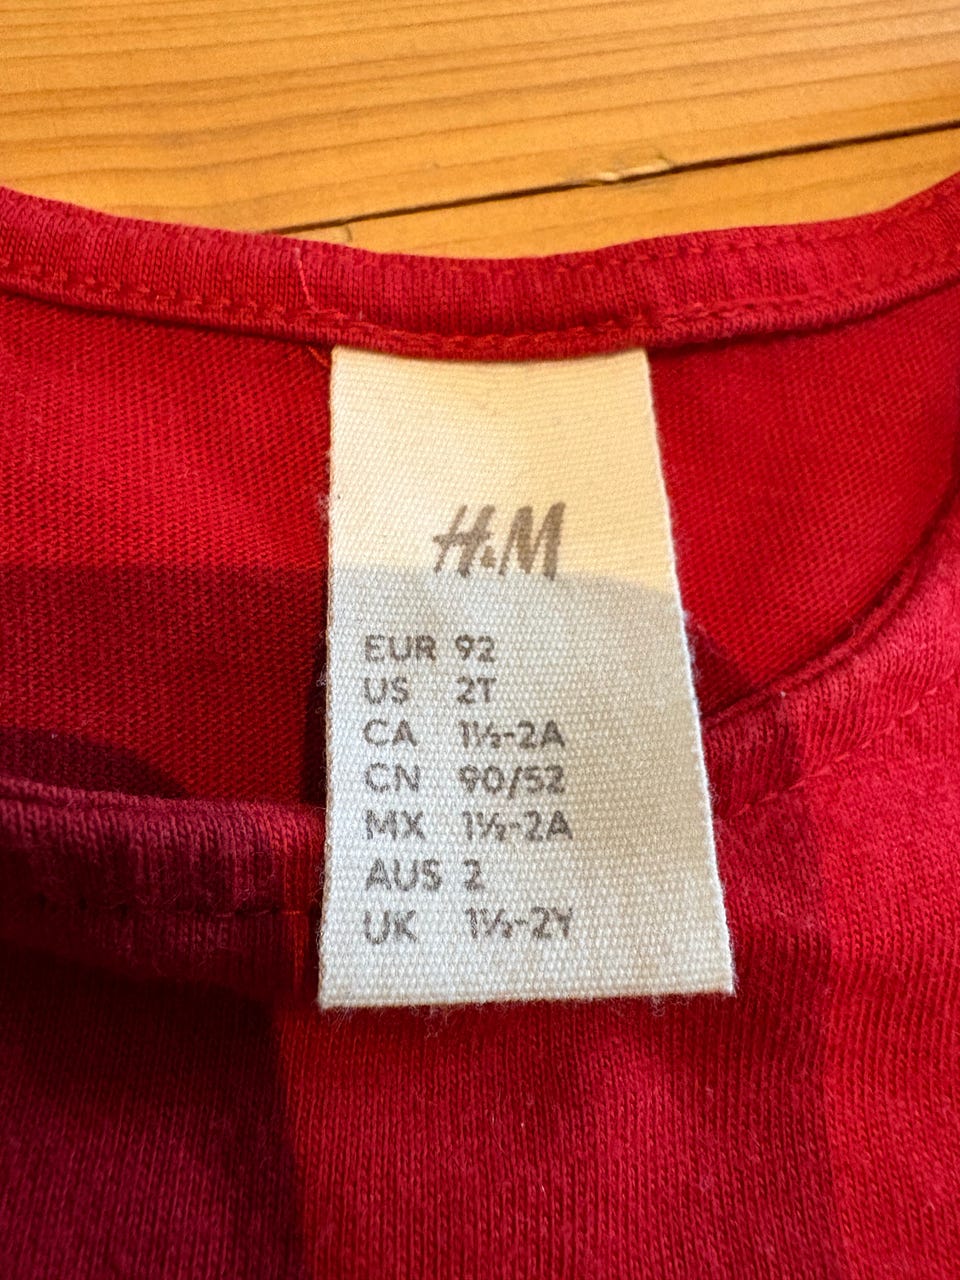 H&M
EUR 92
US 2T
CA 1½-2A
CN 90/52
MX 1½-2A
AUS 2
UK 1½-2Y